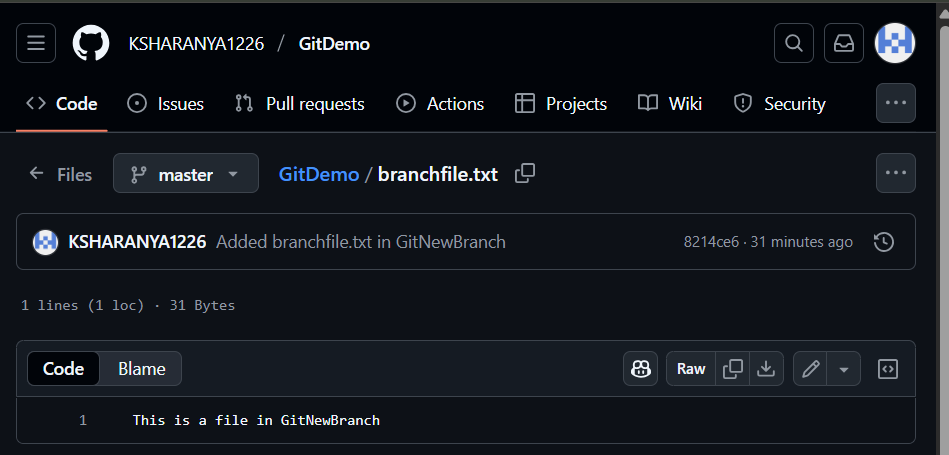 KSHARANYA1226 / GitDemo
Code Issues Pull requests Actions Projects Wiki Security
Files master GitDemo / branchfile.txt
KSHARANYA1226 Added branchfile.txt in GitNewBranch 8214ce6 · 31 minutes ago
1 lines (1 loc) · 31 Bytes
Code Blame Raw
1 This is a file in GitNewBranch